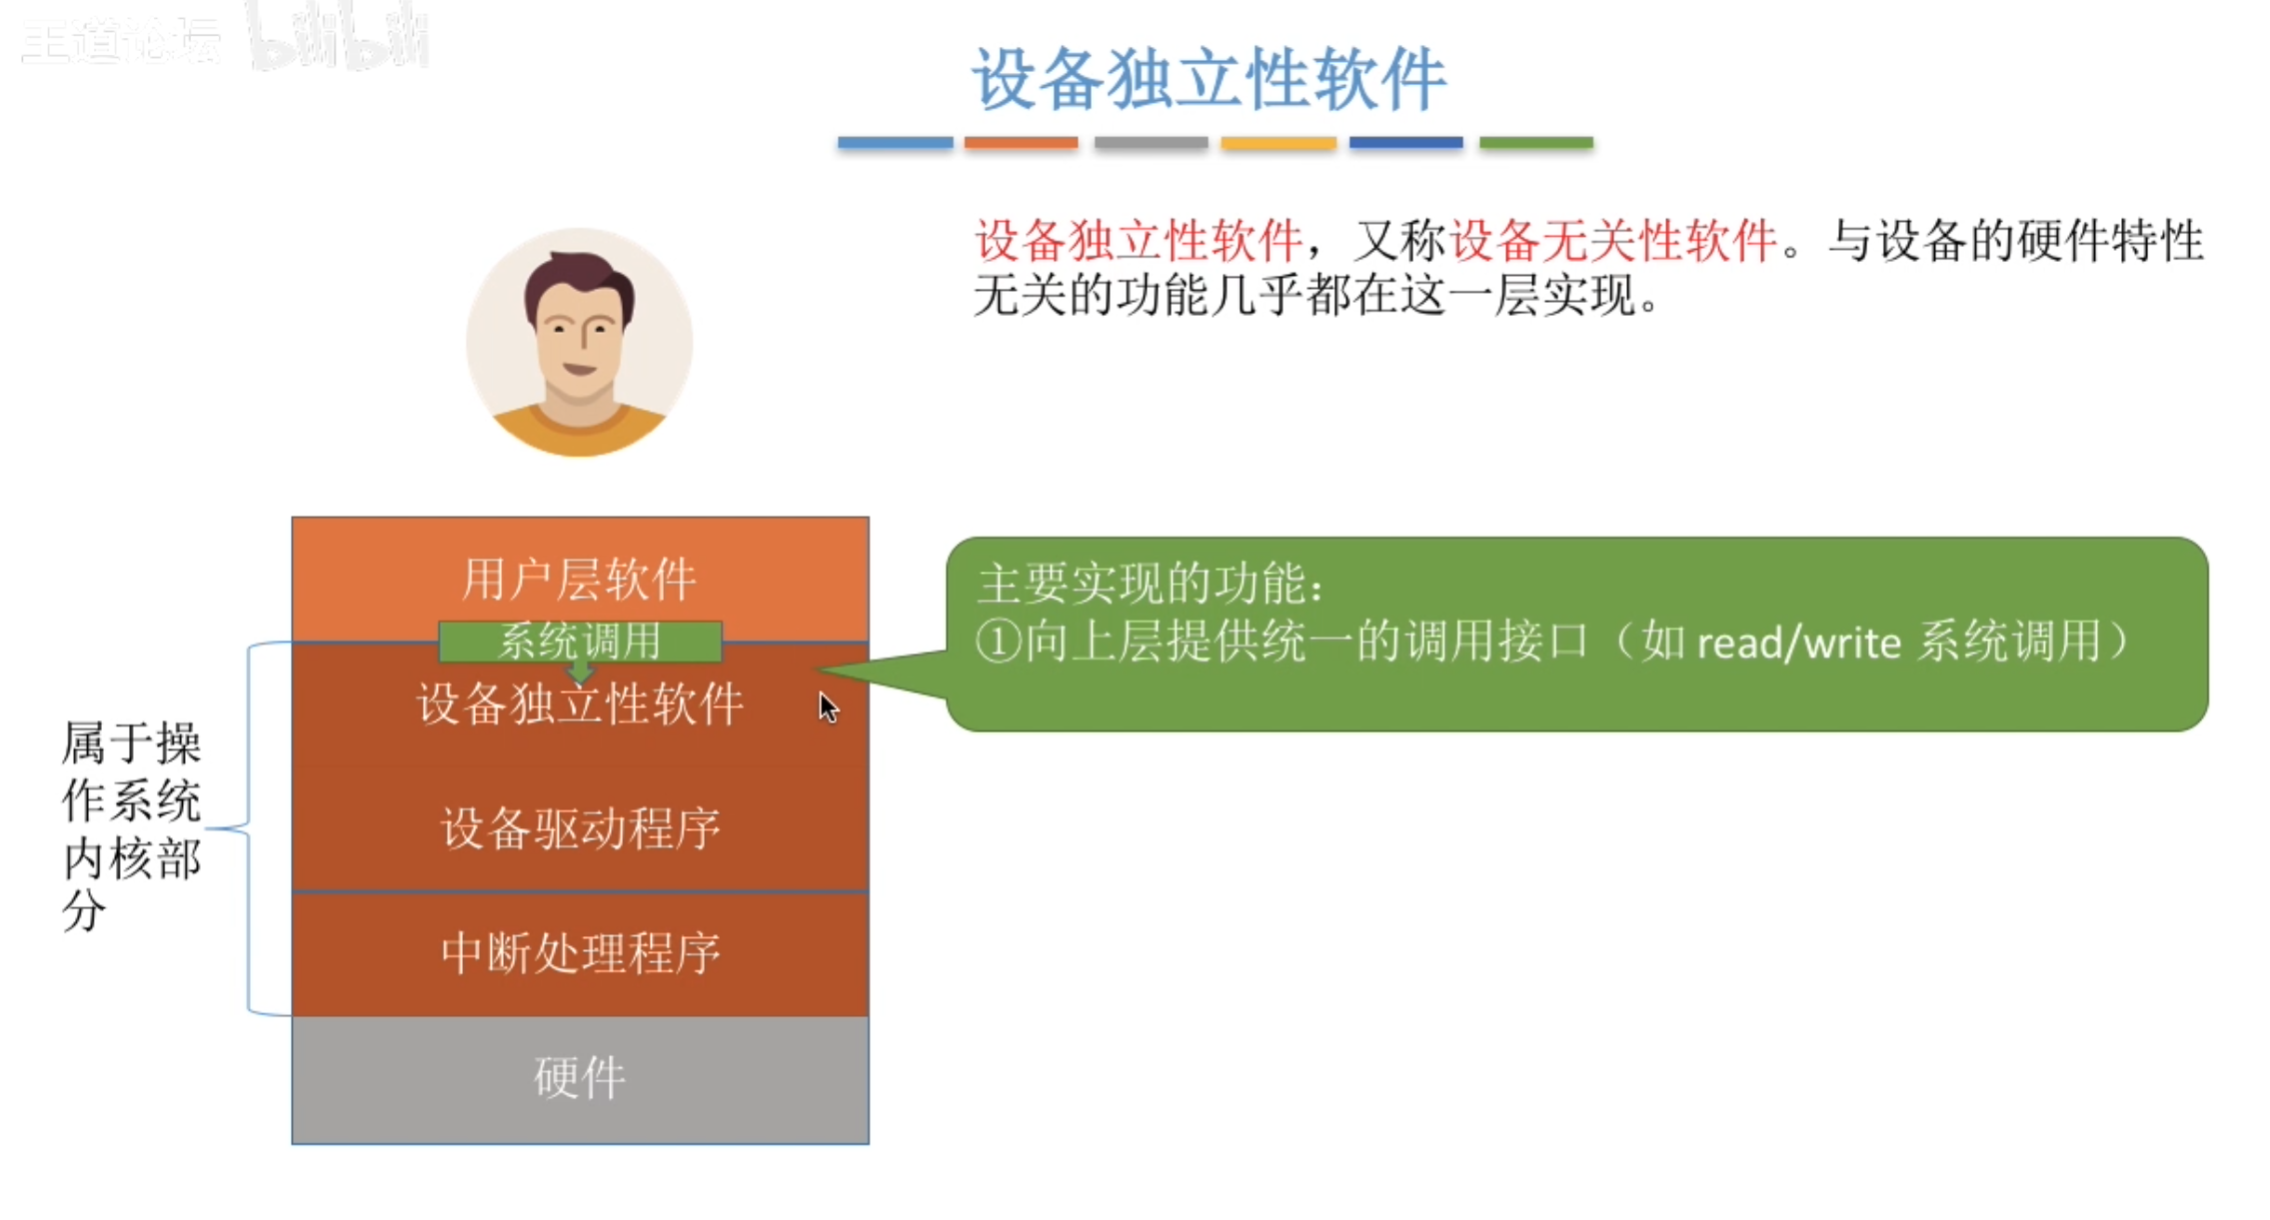 王道论坛 bilibili
设备独立性软件
设备独立性软件，又称设备无关性软件。与设备的硬件特性
无关的功能几乎都在这一层实现。
用户层软件
系统调用
设备独立性软件
设备驱动程序
中断处理程序
硬件
属于操
作系统
内核部
分
主要实现的功能：
①向上层提供统一的调用接口（如 read/write 系统调用）